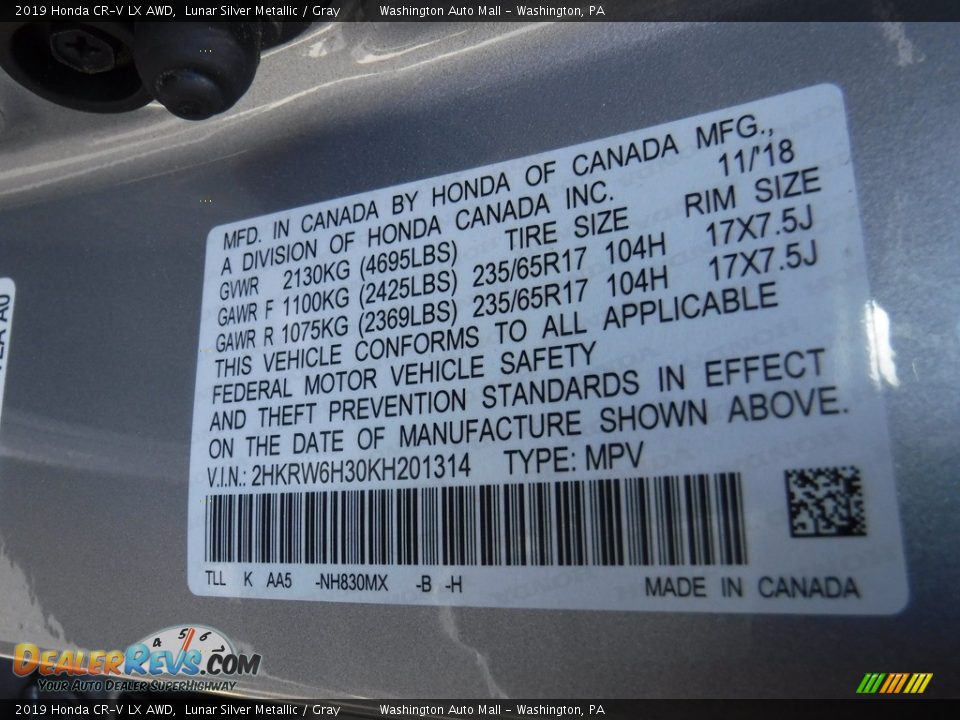 2019 Honda CR-V LX AWD,  Lunar Silver Metallic / Gray  Washington Auto Mall - Washington, PA
MFD. IN CANADA BY HONDA OF CANADA MFG.,
A DIVISION OF HONDA CANADA INC. 11/'18
GVWR 2130KG (4695LBS) TIRE SIZE RIM SIZE
GAWR F 1100KG (2425LBS) 235/65R17 104H 17X7.5J
GAWR R 1075KG (2369LBS) 235/65R17 104H 17X7.5J
THIS VEHICLE CONFORMS TO ALL APPLICABLE
FEDERAL MOTOR VEHICLE SAFETY
AND THEFT PREVENTION STANDARDS IN EFFECT
ON THE DATE OF MANUFACTURE SHOWN ABOVE.
V.I.N.: 2HKRW6H30KH201314 TYPE: MPV
TLL K AA5 -NH830MX -B -H MADE IN CANADA
4 5 6
DEALERREVS.COM
YOUR AUTO DEALER SUPERHIGHWAY
2019 Honda CR-V LX AWD,  Lunar Silver Metallic / Gray  Washington Auto Mall - Washington, PA